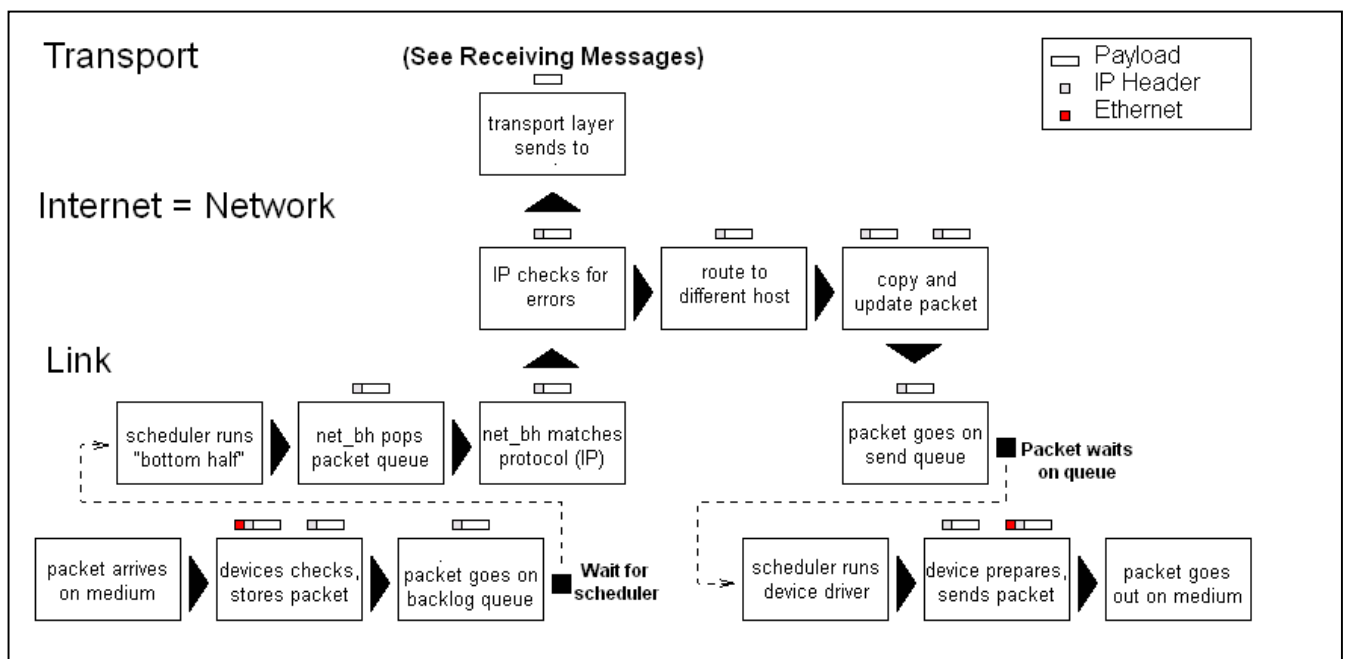 Transport
(See Receiving Messages)
Payload
IP Header
Ethernet
transport layer
sends to
Internet = Network
IP checks for
errors
route to
different host
copy and
update packet
Link
scheduler runs
"bottom half"
net_bh pops
packet queue
net_bh matches
protocol (IP)
packet goes on
send queue
Packet waits
on queue
packet arrives
on medium
devices checks,
stores packet
packet goes on
backlog queue
Wait for
scheduler
scheduler runs
device driver
device prepares,
sends packet
packet goes
out on medium